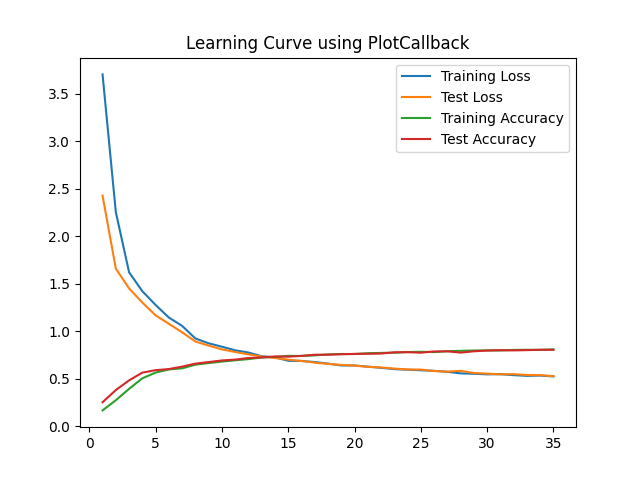 Learning Curve using PlotCallback
Training Loss
Test Loss
Training Accuracy
Test Accuracy
3.5
3.0
2.5
2.0
1.5
1.0
0.5
0.0
0 5 10 15 20 25 30 35